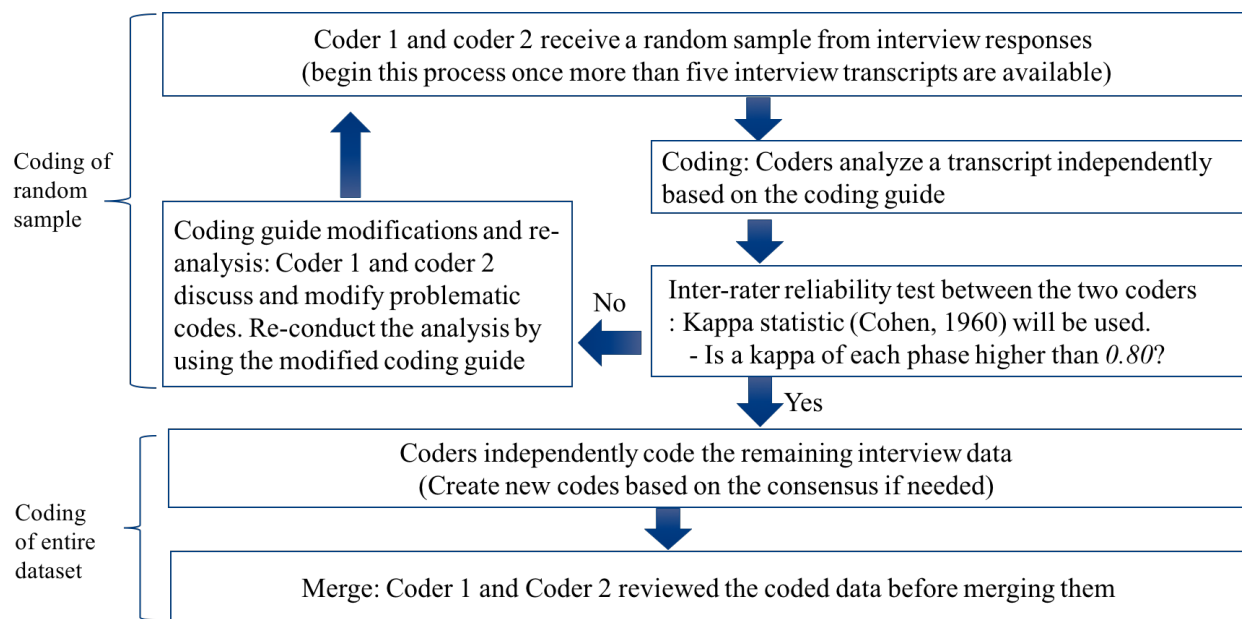 Coder 1 and coder 2 receive a random sample from interview responses
(begin this process once more than five interview transcripts are available)
Coding of
random
sample
Coding: Coders analyze a transcript independently
based on the coding guide
Coding guide modifications and re-
analysis: Coder 1 and coder 2
discuss and modify problematic
codes. Re-conduct the analysis by
using the modified coding guide
No
Inter-rater reliability test between the two coders
: Kappa statistic (Cohen, 1960) will be used.
- Is a kappa of each phase higher than 0.80?
Yes
Coding
of entire
dataset
Coders independently code the remaining interview data
(Create new codes based on the consensus if needed)
Merge: Coder 1 and Coder 2 reviewed the coded data before merging them